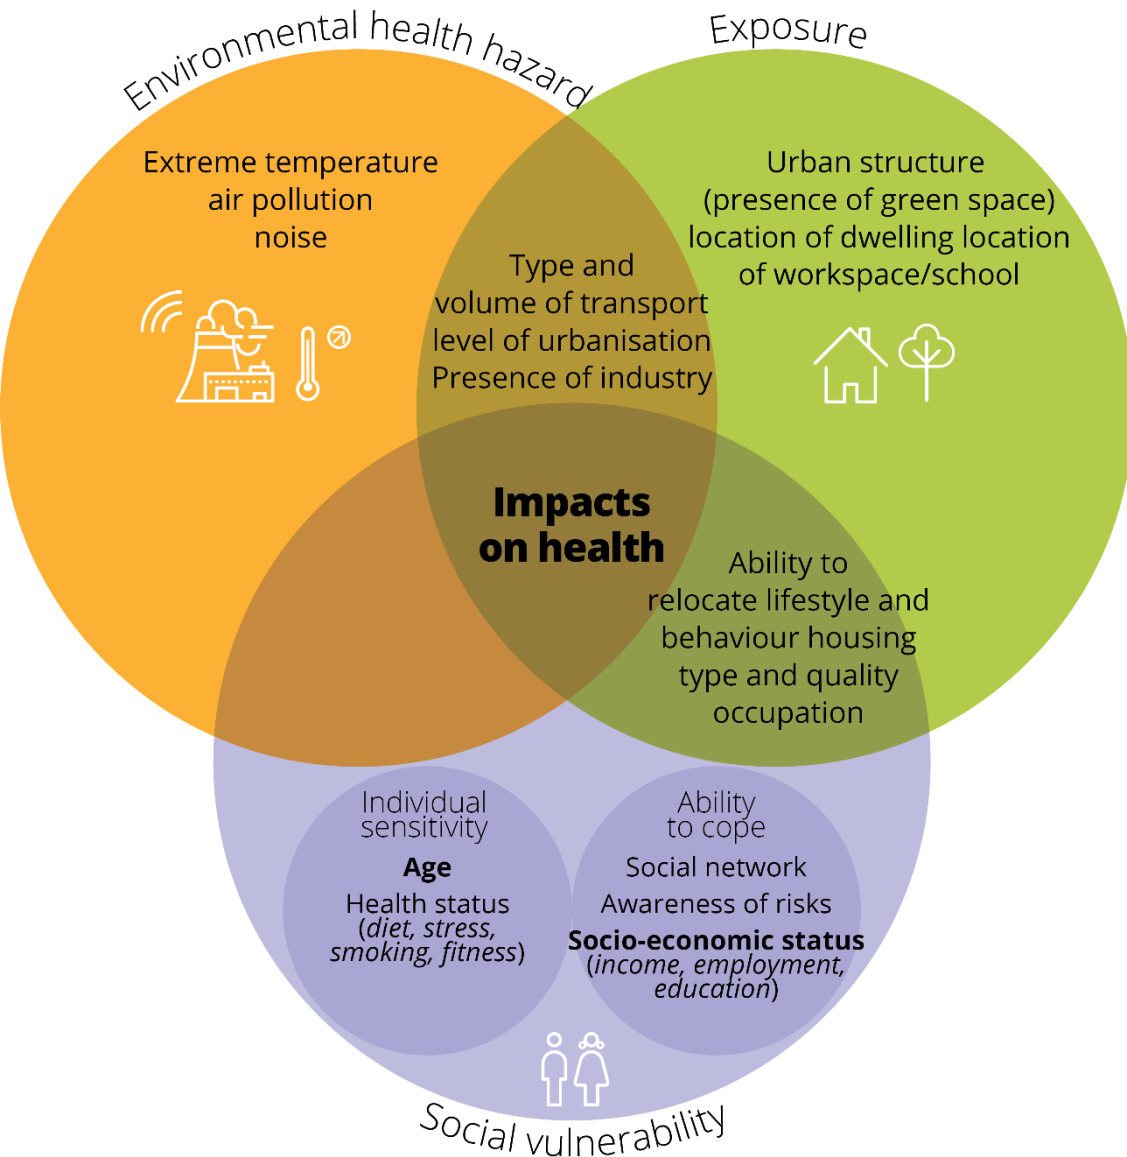 Environmental health hazard
Exposure
Extreme temperature
air pollution
noise
Urban structure
(presence of green space)
location of dwelling location
of workspace/school
Type and
volume of transport
level of urbanisation
Presence of industry
Impacts
on health
Ability to
relocate lifestyle and
behaviour housing
type and quality
occupation
Individual
sensitivity
Age
Health status
(diet, stress,
smoking, fitness)
Ability
to cope
Social network
Awareness of risks
Socio-economic status
(income, employment,
education)
Social vulnerability